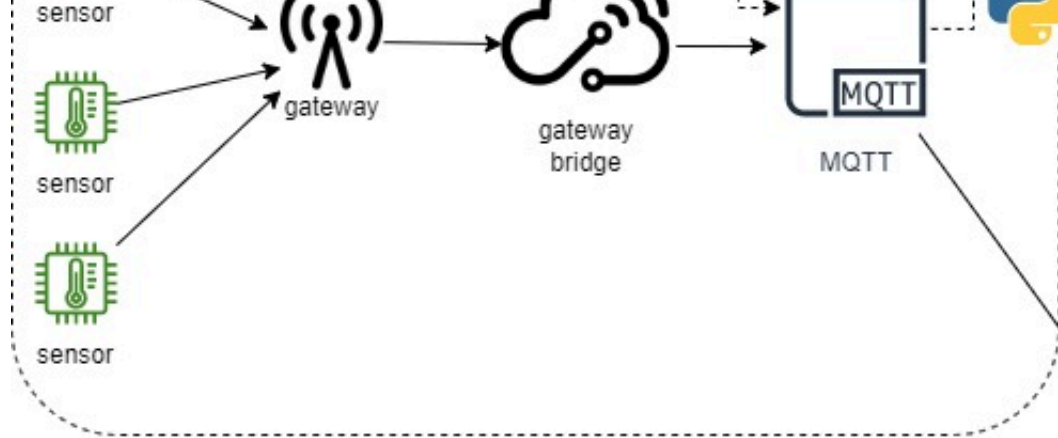 sensor
gateway
MQTT
gateway
bridge
MQTT
sensor
sensor